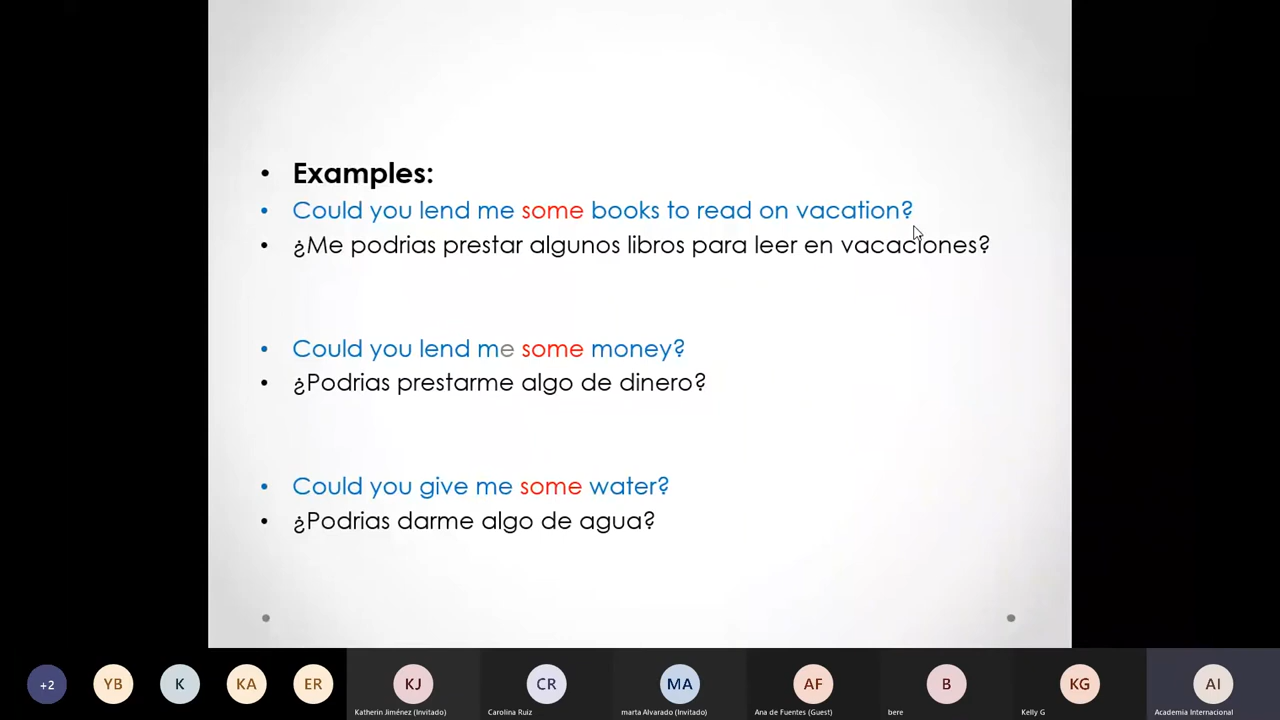 Examples:
Could you lend me some books to read on vacation?
¿Me podrias prestar algunos libros para leer en vacaciones?
Could you lend me some money?
¿Podrias prestarme algo de dinero?
Could you give me some water?
¿Podrias darme algo de agua?
+2 YB K KA ER KJ CR MA AF B KG AI
Katherin Jiménez (Invitado) Carolina Ruiz marta Alvarado (Invitado) Ana de Fuentes (Guest) bere Kelly G Academia Internacional